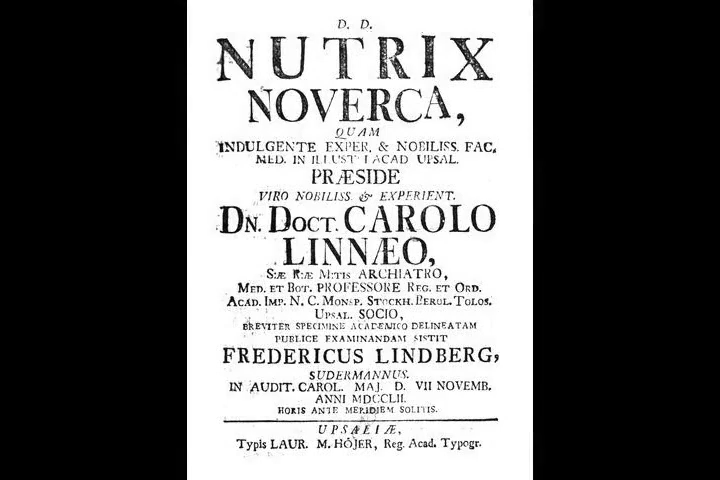 D. D.
NUTRIX
NOVERCA,
QUAM
INDULGENTE EXPER. & NOBILISS. FAC.
MED. IN ILLUST. ACAD UPSAL.
PRÆSIDE
VIRO NOBILISS & EXPERIENT.
DN. DOCT. CAROLO
LINNÆO,
S:Æ R:Æ M:TIS ARCHIATRO,
MED. ET BOT. PROFESSORE REG. ET ORD.
ACAD. IMP. N. C. MONSP. STOCKH. BEROL. TOLOS.
UPSAL. SOCIO,
BREVITER SPECIMINE ACADEMICO DELINEATAM
PUBLICE EXAMINANDAM SISTIT
FREDERICUS LINDBERG,
SUDERMANNUS.
IN AUDIT. CAROL. MAJ. D. VII NOVEMB.
ANNI MDCCLII.
HORIS ANTE MERIDIEM SOLITIS.
UPSALIÆ,
Typis LAUR. M. HÖJER, Reg. Acad. Typogr.